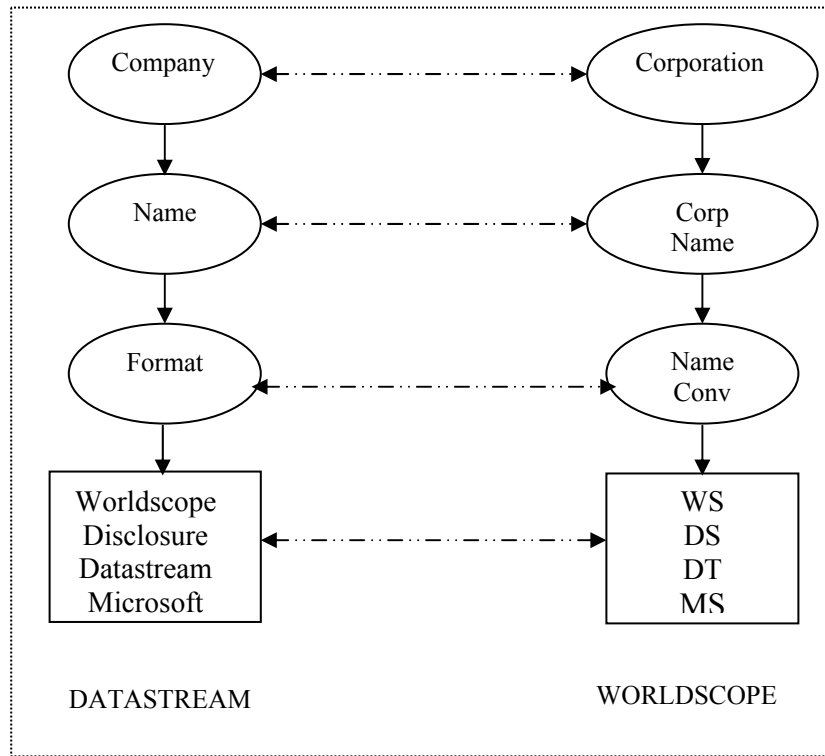 Company
Corporation
Name
Corp
Name
Format
Name
Conv
Worldscope
Disclosure
Datastream
Microsoft
WS
DS
DT
MS
DATASTREAM
WORLDSCOPE